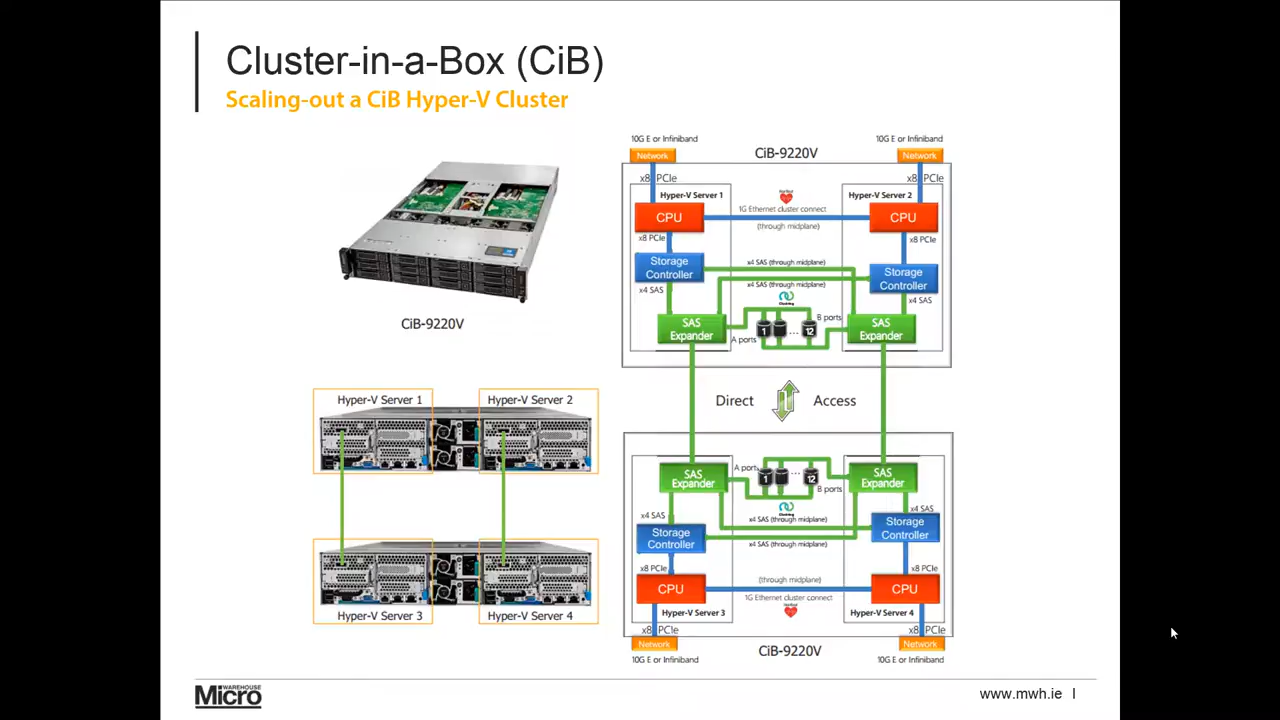 Cluster-in-a-Box (CiB)
Scaling-out a CiB Hyper-V Cluster
CiB-9220V
Hyper-V Server 1
Hyper-V Server 2
Hyper-V Server 3
Hyper-V Server 4
10G E or Infiniband
10G E or Infiniband
CiB-9220V
Network
Network
x8 PCIe
x8 PCIe
Hyper-V Server 1
Hyper-V Server 2
CPU
1G Ethernet cluster connect
CPU
(through midplane)
x8 PCIe
x8 PCIe
Storage
Controller
x4 SAS (through midplane)
Storage
Controller
x4 SAS (through midplane)
x4 SAS
x4 SAS
SAS
Expander
A ports
1
...
12
B ports
SAS
Expander
Direct
Access
SAS
Expander
A ports
1
...
12
B ports
SAS
Expander
x4 SAS
x4 SAS
x4 SAS (through midplane)
Storage
Controller
x4 SAS (through midplane)
Storage
Controller
x8 PCIe
x8 PCIe
(through midplane)
CPU
1G Ethernet cluster connect
CPU
Hyper-V Server 3
Hyper-V Server 4
x8 PCIe
x8 PCIe
Network
Network
CiB-9220V
10G E or Infiniband
10G E or Infiniband
WAREHOUSE
Micro
www.mwh.ie |